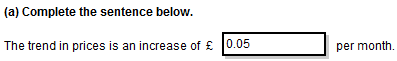 (a) Complete the sentence below.
The trend in prices is an increase of £ 0.05 per month.